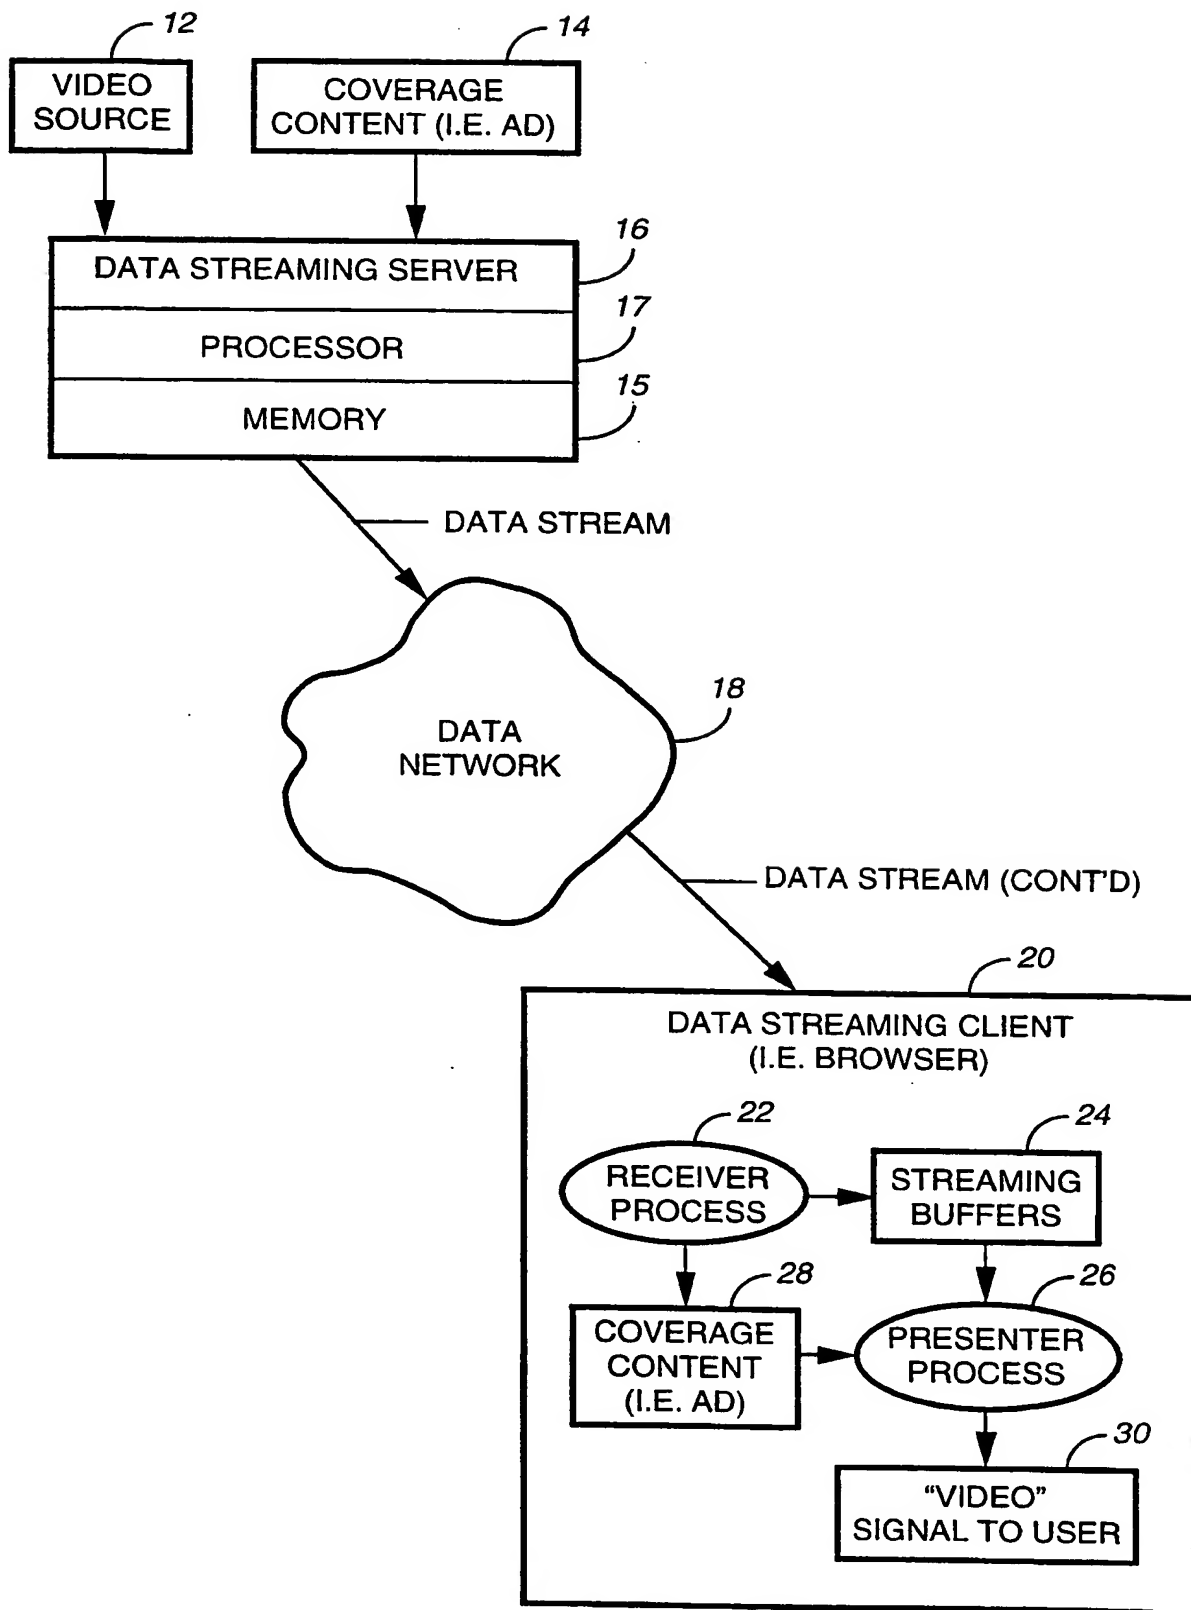 12
14
VIDEO
SOURCE
COVERAGE
CONTENT (I.E. AD)
16
DATA STREAMING SERVER
17
PROCESSOR
15
MEMORY
DATA STREAM
18
DATA
NETWORK
DATA STREAM (CONT'D)
20
DATA STREAMING CLIENT
(I.E. BROWSER)
22
24
RECEIVER
PROCESS
STREAMING
BUFFERS
28
26
COVERAGE
CONTENT
(I.E. AD)
PRESENTER
PROCESS
30
“VIDEO”
SIGNAL TO USER